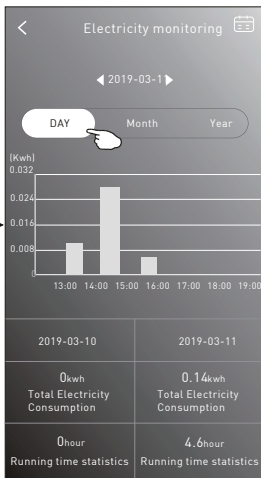 Electricity monitoring
2019-03-11
DAY Month Year
(Kwh)
0.032
0.024
0.016
0.008
0
13:00 14:00 15:00 16:00 17:00 18:00 19:00
2019-03-10 2019-03-11
0kwh 0.14kwh
Total Electricity Total Electricity
Consumption Consumption
0hour 4.6hour
Running time statistics Running time statistics